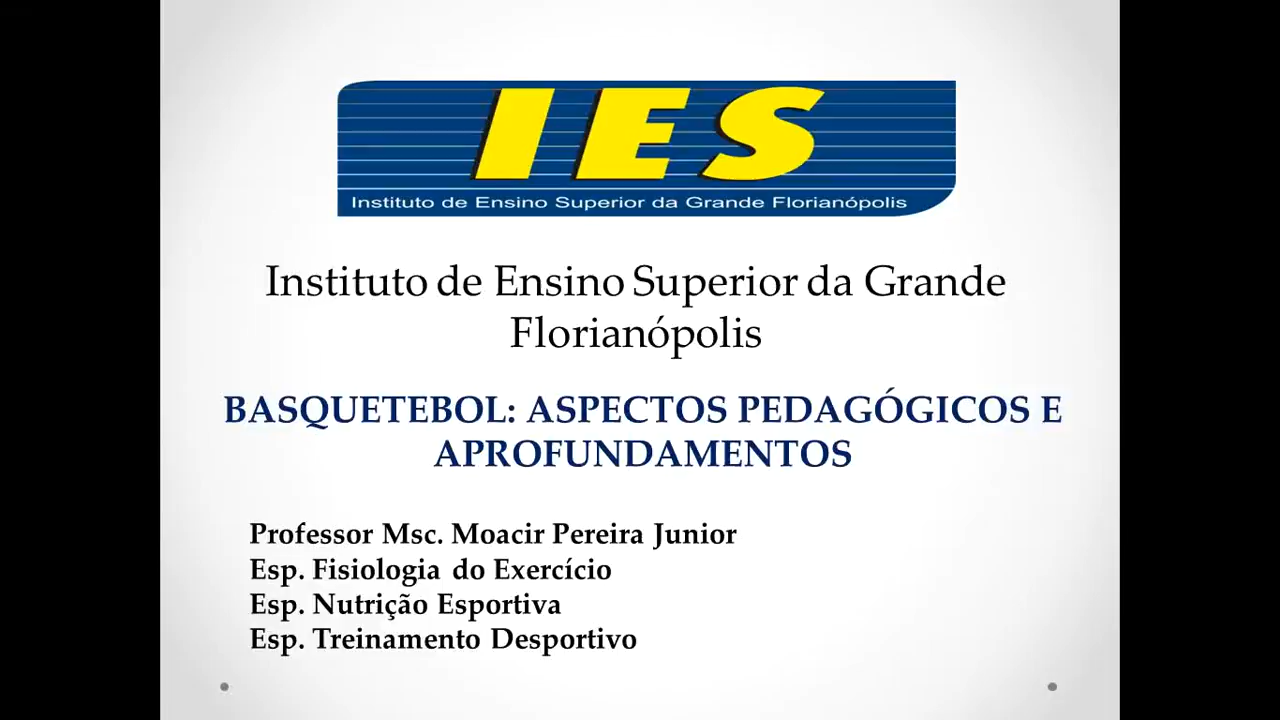 IES
Instituto de Ensino Superior da Grande Florianópolis
Instituto de Ensino Superior da Grande
Florianópolis
BASQUETEBOL: ASPECTOS PEDAGÓGICOS E
APROFUNDAMENTOS
Professor Msc. Moacir Pereira Junior
Esp. Fisiologia do Exercício
Esp. Nutrição Esportiva
Esp. Treinamento Desportivo